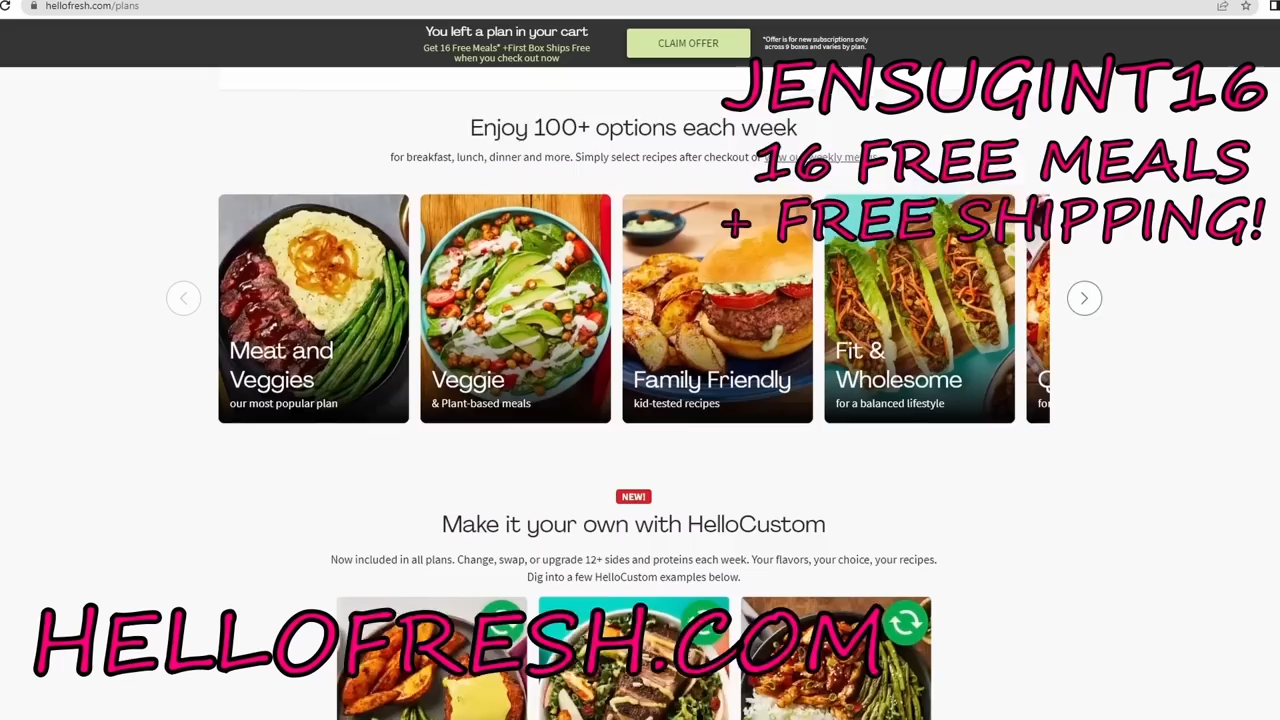 hellofresh.com/plans
You left a plan in your cart
Get 16 Free Meals* +First Box Ships Free
when you check out now
CLAIM OFFER
*Offer is for new subscriptions only
across 9 boxes and varies by plan.
JENSUGINT16
16 FREE MEALS
+ FREE SHIPPING!
Enjoy 100+ options each week
for breakfast, lunch, dinner and more. Simply select recipes after checkout or
Meat and
Veggies
our most popular plan
Veggie
& Plant-based meals
Family Friendly
kid-tested recipes
Fit &
Wholesome
for a balanced lifestyle
NEW!
Make it your own with HelloCustom
Now included in all plans. Change, swap, or upgrade 12+ sides and proteins each week. Your flavors, your choice, your recipes.
Dig into a few HelloCustom examples below.
HELLOFRESH.COM